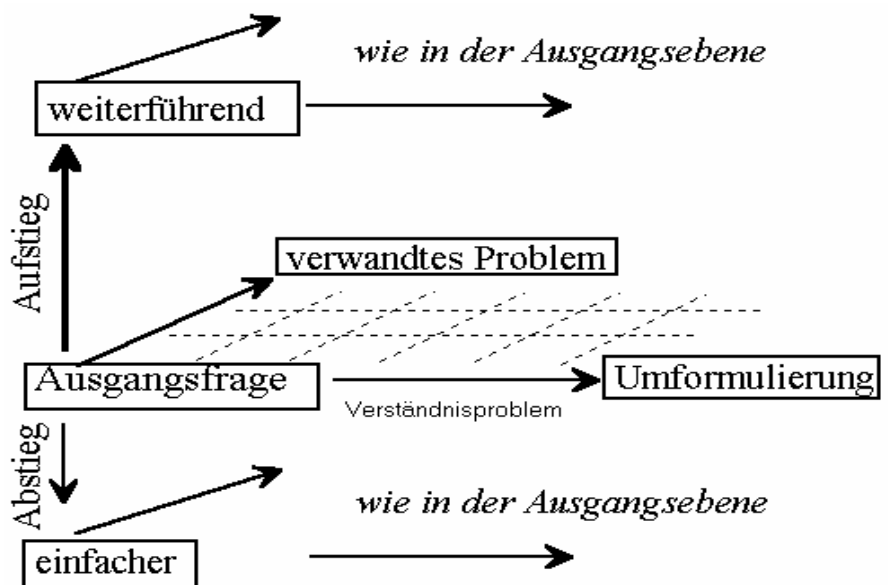 wie in der Ausgangsebene
weiterführend
Aufstieg
verwandtes Problem
Ausgangsfrage
Umformulierung
Verständnisproblem
Abstieg
wie in der Ausgangsebene
einfacher